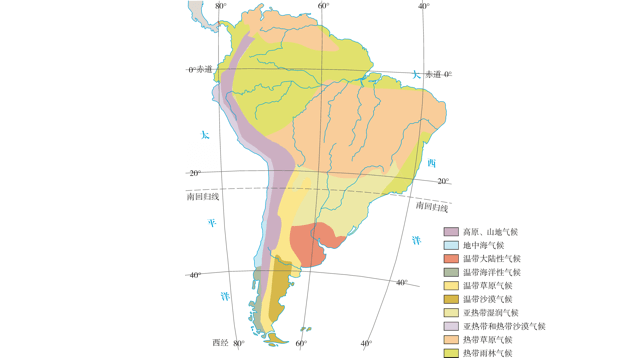 80° 60° 40°
0° 赤道 大 赤道 0°
太 西
20° 20°
南回归线 南回归线
平 洋
40° 40°
洋
西经 80° 60° 40°
高原、山地气候
地中海气候
温带大陆性气候
温带海洋性气候
温带草原气候
温带沙漠气候
亚热带湿润气候
亚热带和热带沙漠气候
热带草原气候
热带雨林气候